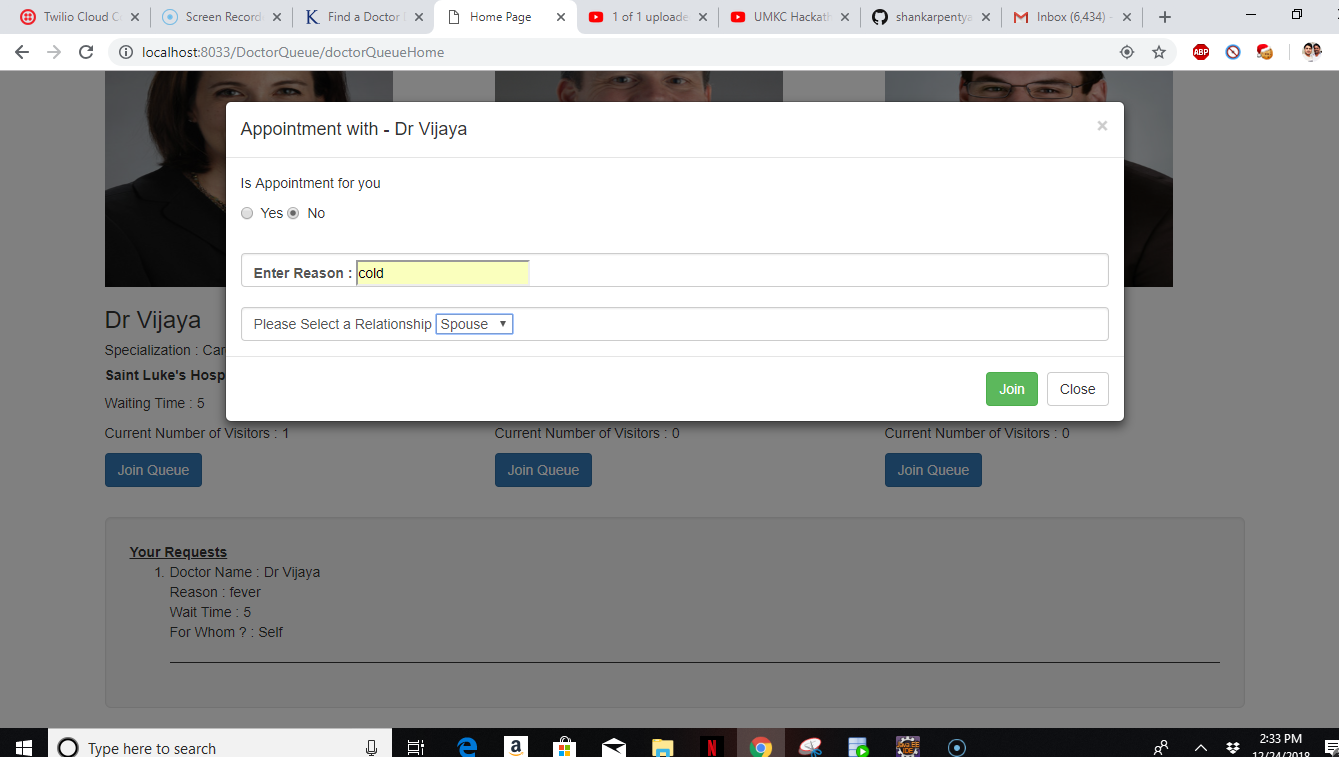 Twilio Cloud C
Screen Record
K Find a Doctor
Home Page
1 of 1 uploade
UMKC Hackath
shankarpentya
Inbox (6,434) -
localhost:8033/DoctorQueue/doctorQueueHome
ABP
Appointment with - Dr Vijaya
×
Is Appointment for you
Yes No
Enter Reason : cold
Please Select a Relationship Spouse
Join Close
Dr Vijaya
Specialization : Car
Saint Luke's Hosp
Waiting Time : 5
Current Number of Visitors : 1
Current Number of Visitors : 0
Current Number of Visitors : 0
Join Queue
Join Queue
Join Queue
Your Requests
1. Doctor Name : Dr Vijaya
Reason : fever
Wait Time : 5
For Whom ? : Self
Type here to search
2:33 PM
12/24/2018